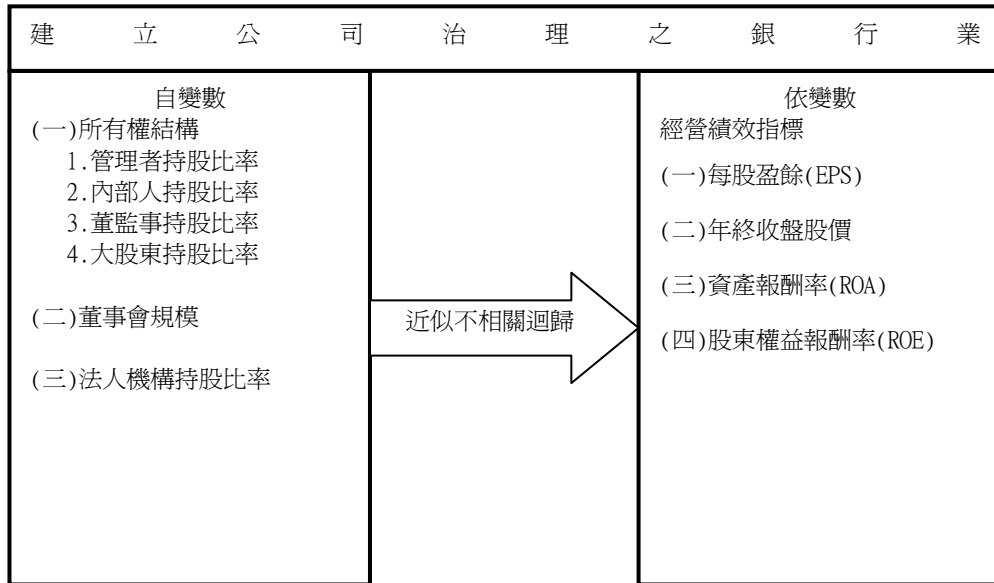 建立公司治理之銀行業
自變數
(一)所有權結構
1.管理者持股比率
2.內部人持股比率
3.董監事持股比率
4.大股東持股比率
(二)董事會規模
(三)法人機構持股比率
近似不相關迴歸
依變數
經營績效指標
(一)每股盈餘(EPS)
(二)年終收盤股價
(三)資產報酬率(ROA)
(四)股東權益報酬率(ROE)